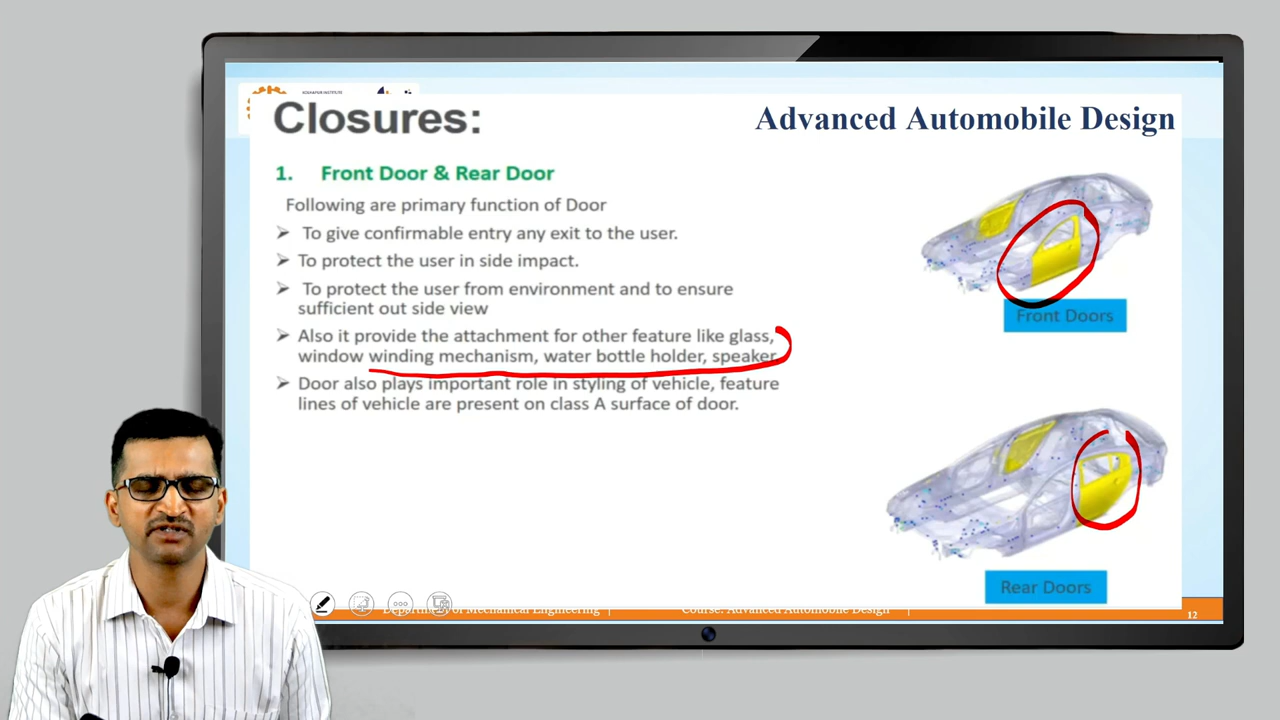 Closures:
Advanced Automobile Design
1. Front Door & Rear Door
Following are primary function of Door
➢ To give confirmable entry any exit to the user.
➢ To protect the user in side impact.
➢ To protect the user from environment and to ensure
sufficient out side view
➢ Also it provide the attachment for other feature like glass,
window winding mechanism, water bottle holder, speaker
➢ Door also plays important role in styling of vehicle, feature
lines of vehicle are present on class A surface of door.
Front Doors
Rear Doors
Department of Mechanical Engineering |
Course: Advanced Automobile Design |
12